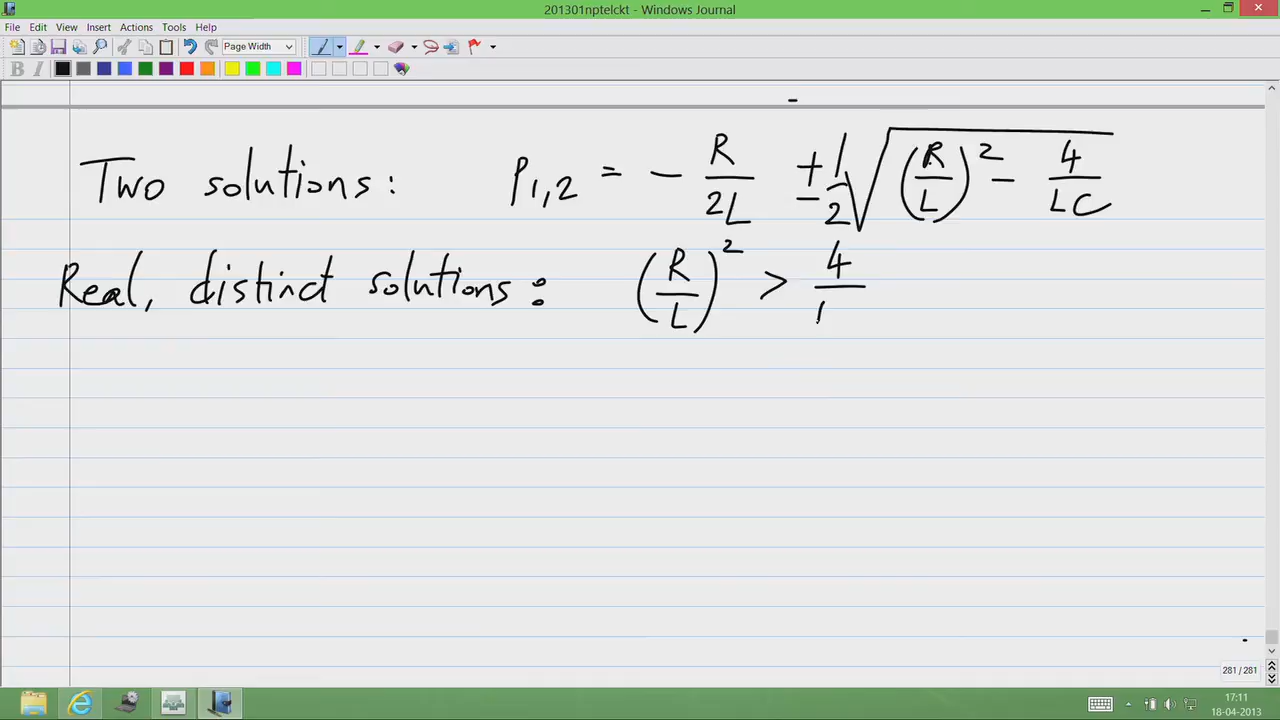 201301nptelckt - Windows Journal
File Edit View Insert Actions Tools Help
Page Width
B I
Two solutions: p1,2 = - R/2L ± 1/2 √((R/L)² - 4/LC)
Real, distinct solutions: (R/L)² > 4/
281 / 281
17:11
18-04-2013